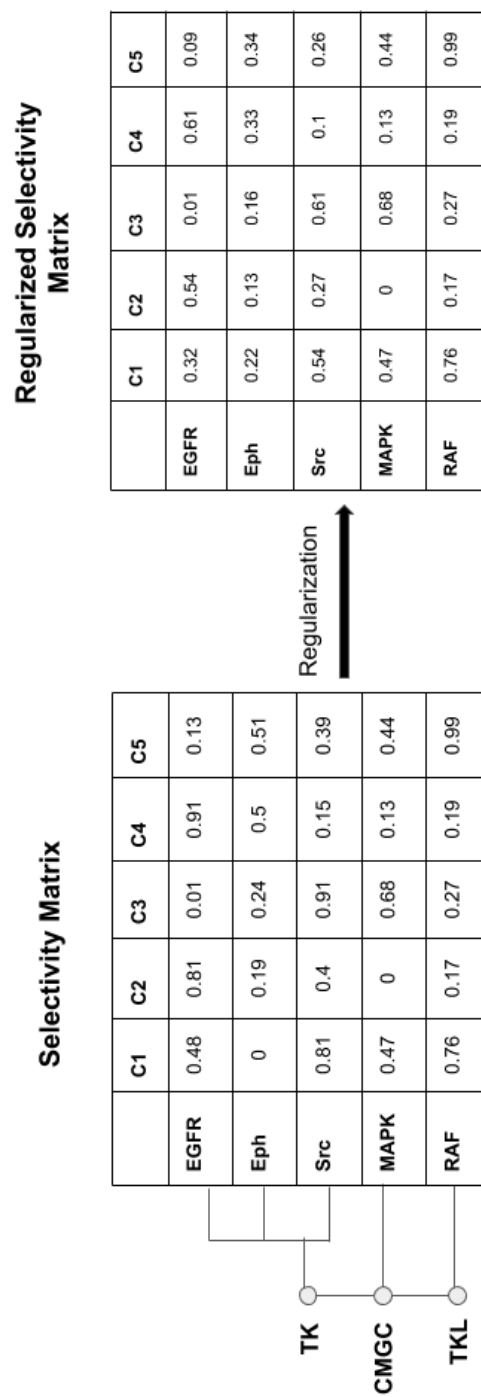 Selectivity Matrix
C1 C2 C3 C4 C5
EGFR 0.48 0.81 0.01 0.91 0.13
Eph 0 0.19 0.24 0.5 0.51
Src 0.81 0.4 0.91 0.15 0.39
MAPK 0.47 0 0.68 0.13 0.44
RAF 0.76 0.17 0.27 0.19 0.99
TK
CMGC
TKL
Regularization
Regularized Selectivity
Matrix
C1 C2 C3 C4 C5
EGFR 0.32 0.54 0.01 0.61 0.09
Eph 0.22 0.13 0.16 0.33 0.34
Src 0.54 0.27 0.61 0.1 0.26
MAPK 0.47 0 0.68 0.13 0.44
RAF 0.76 0.17 0.27 0.19 0.99